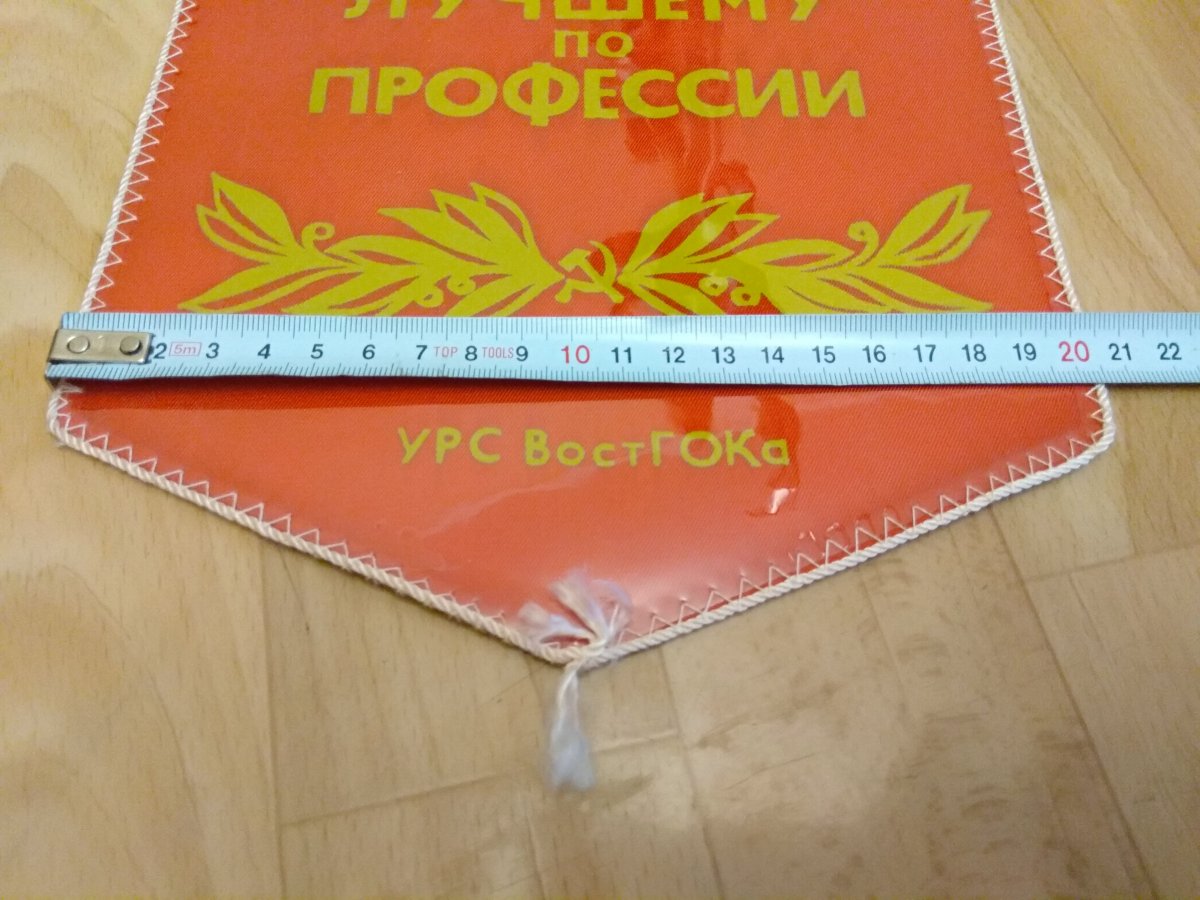 ЛУЧШЕМУ
ПО
ПРОФЕССИИ
2 5m 3 4 5 6 7 TOP 8 TOOLS 9 10 11 12 13 14 15 16 17 18 19 20 21 22
УРС ВостГОКа